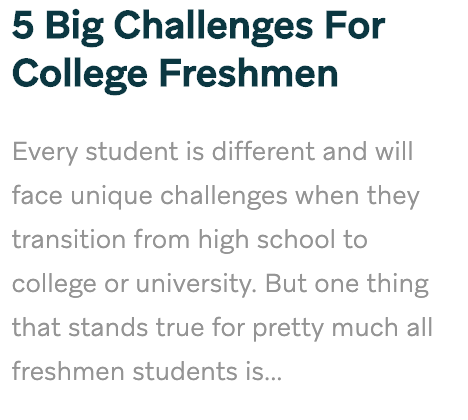 5 Big Challenges For
College Freshmen
Every student is different and will
face unique challenges when they
transition from high school to
college or university. But one thing
that stands true for pretty much all
freshmen students is...